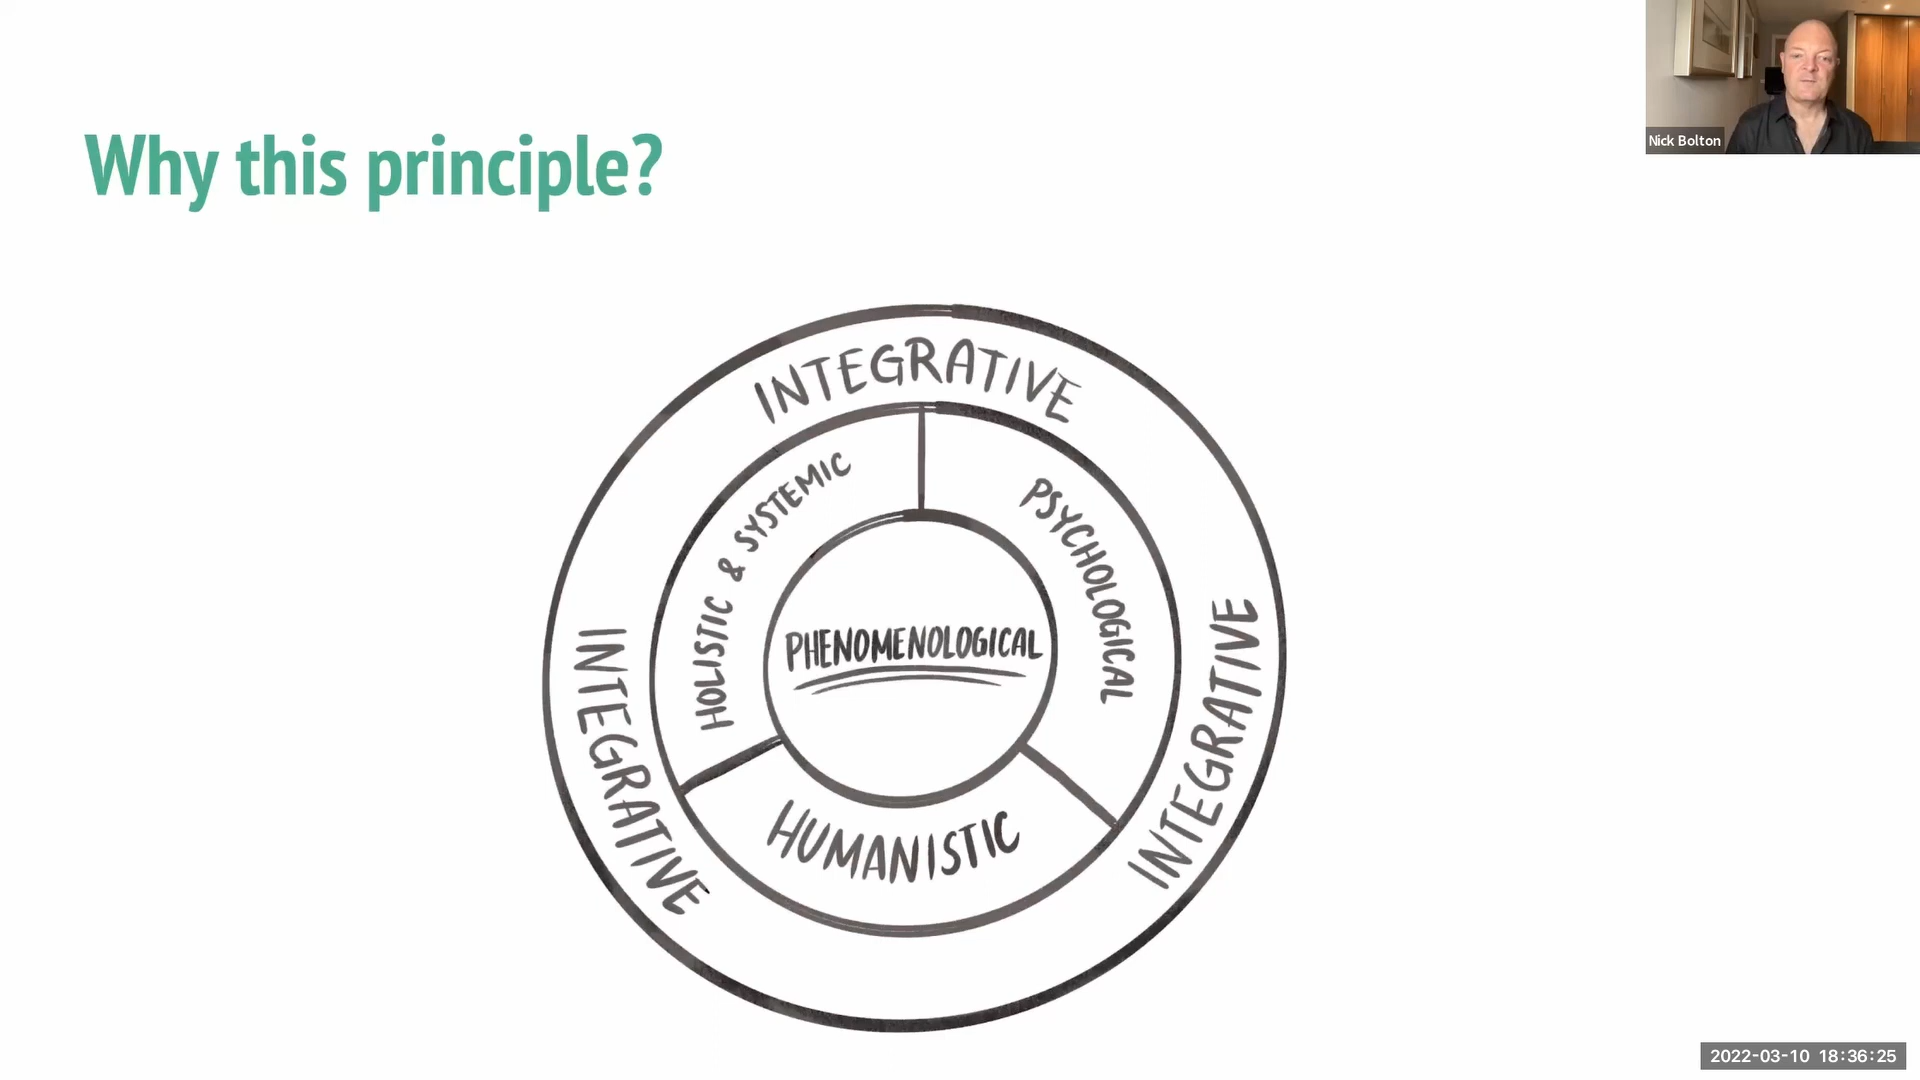 Nick Bolton
Why this principle?
INTEGRATIVE
HOLISTIC & SYSTEMIC
PSYCHOLOGICAL
PHENOMENOLOGICAL
INTEGRATIVE
INTEGRATIVE
HUMANISTIC
2022-03-10 18:36:25